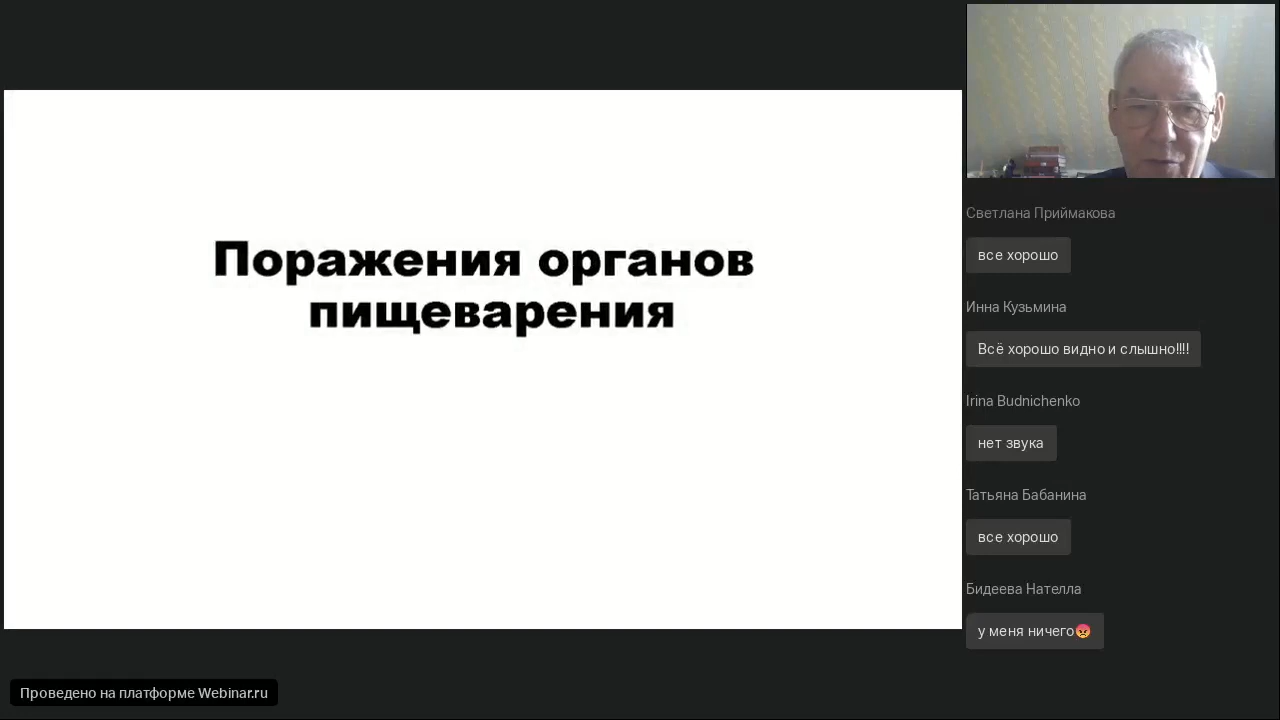 Поражения органов
пищеварения
Светлана Приймакова
все хорошо
Инна Кузьмина
Всё хорошо видно и слышно!!!!
Irina Budnichenko
нет звука
Татьяна Бабанина
все хорошо
Бидеева Нателла
у меня ничего😡
Проведено на платформе Webinar.ru